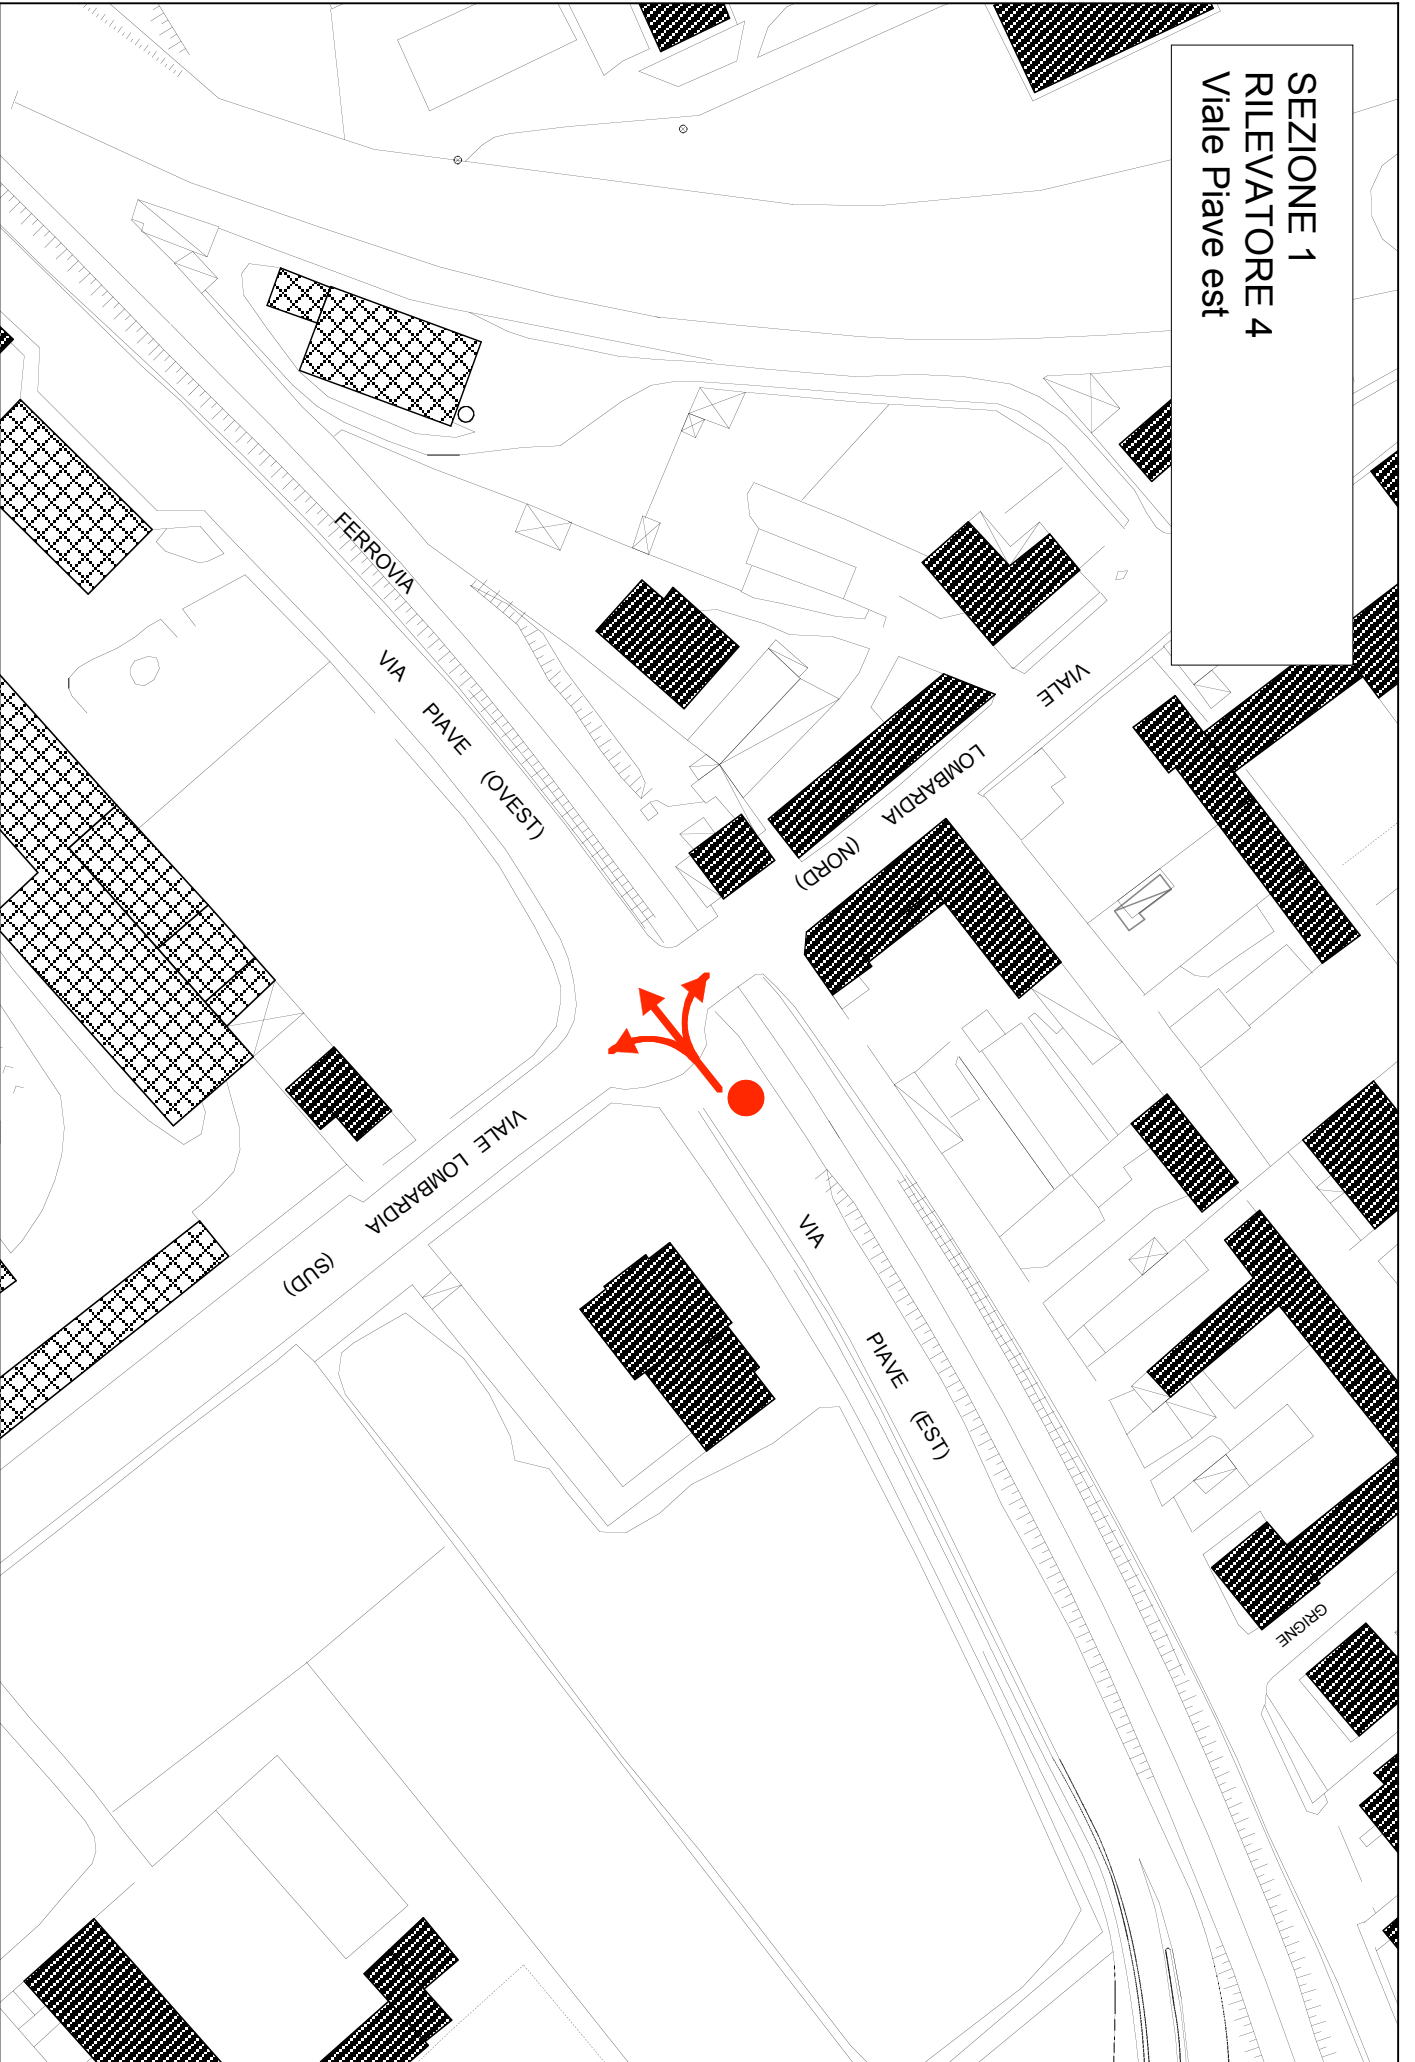 SEZIONE 1
RILEVATORE 4
Viale Piave est
FERROVIA
VIA PIAVE (OVEST)
VIALE LOMBARDIA (NORD)
VIALE LOMBARDIA (SUD)
VIA PIAVE (EST)
GRIGNE